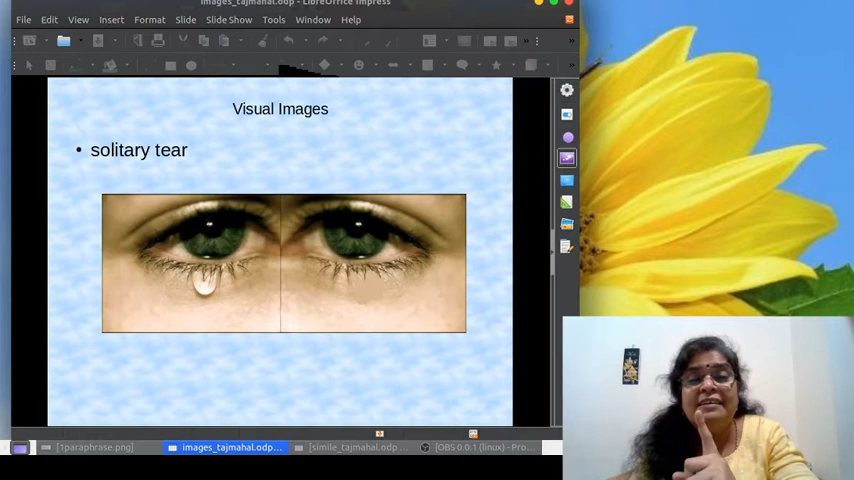 images_tajmahal.odp - LibreOffice Impress
File Edit View Insert Format Slide Slide Show Tools Window Help
Visual Images
• solitary tear
[1paraphrase.png] images_tajmahal.odp... [simile_tajmahal.odp ... [OBS 0.0.1 (linux) - Pro...